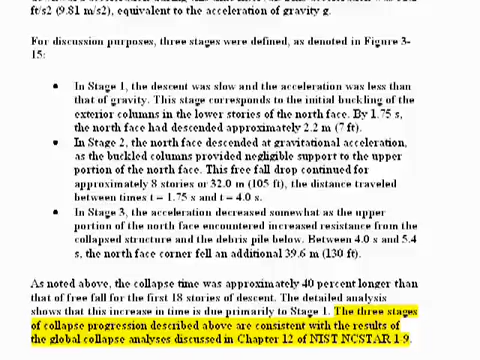 ft/s2 (9.81 m/s2), equivalent to the acceleration of gravity g.
For discussion purposes, three stages were defined, as denoted in Figure 3-
15:
• In Stage 1, the descent was slow and the acceleration was less than
that of gravity. This stage corresponds to the initial buckling of the
exterior columns in the lower stories of the north face. By 1.75 s,
the north face had descended approximately 2.2 m (7 ft).
• In Stage 2, the north face descended at gravitational acceleration,
as the buckled columns provided negligible support to the upper
portion of the north face. This free fall drop continued for
approximately 8 stories or 32.0 m (105 ft), the distance traveled
between times t = 1.75 s and t = 4.0 s.
• In Stage 3, the acceleration decreased somewhat as the upper
portion of the north face encountered increased resistance from the
collapsed structure and the debris pile below. Between 4.0 s and 5.4
s, the north face corner fell an additional 39.6 m (130 ft).
As noted above, the collapse time was approximately 40 percent longer than
that of free fall for the first 18 stories of descent. The detailed analysis
shows that this increase in time is due primarily to Stage 1. The three stages
of collapse progression described above are consistent with the results of
the global collapse analyses discussed in Chapter 12 of NIST NCSTAR 1-9.